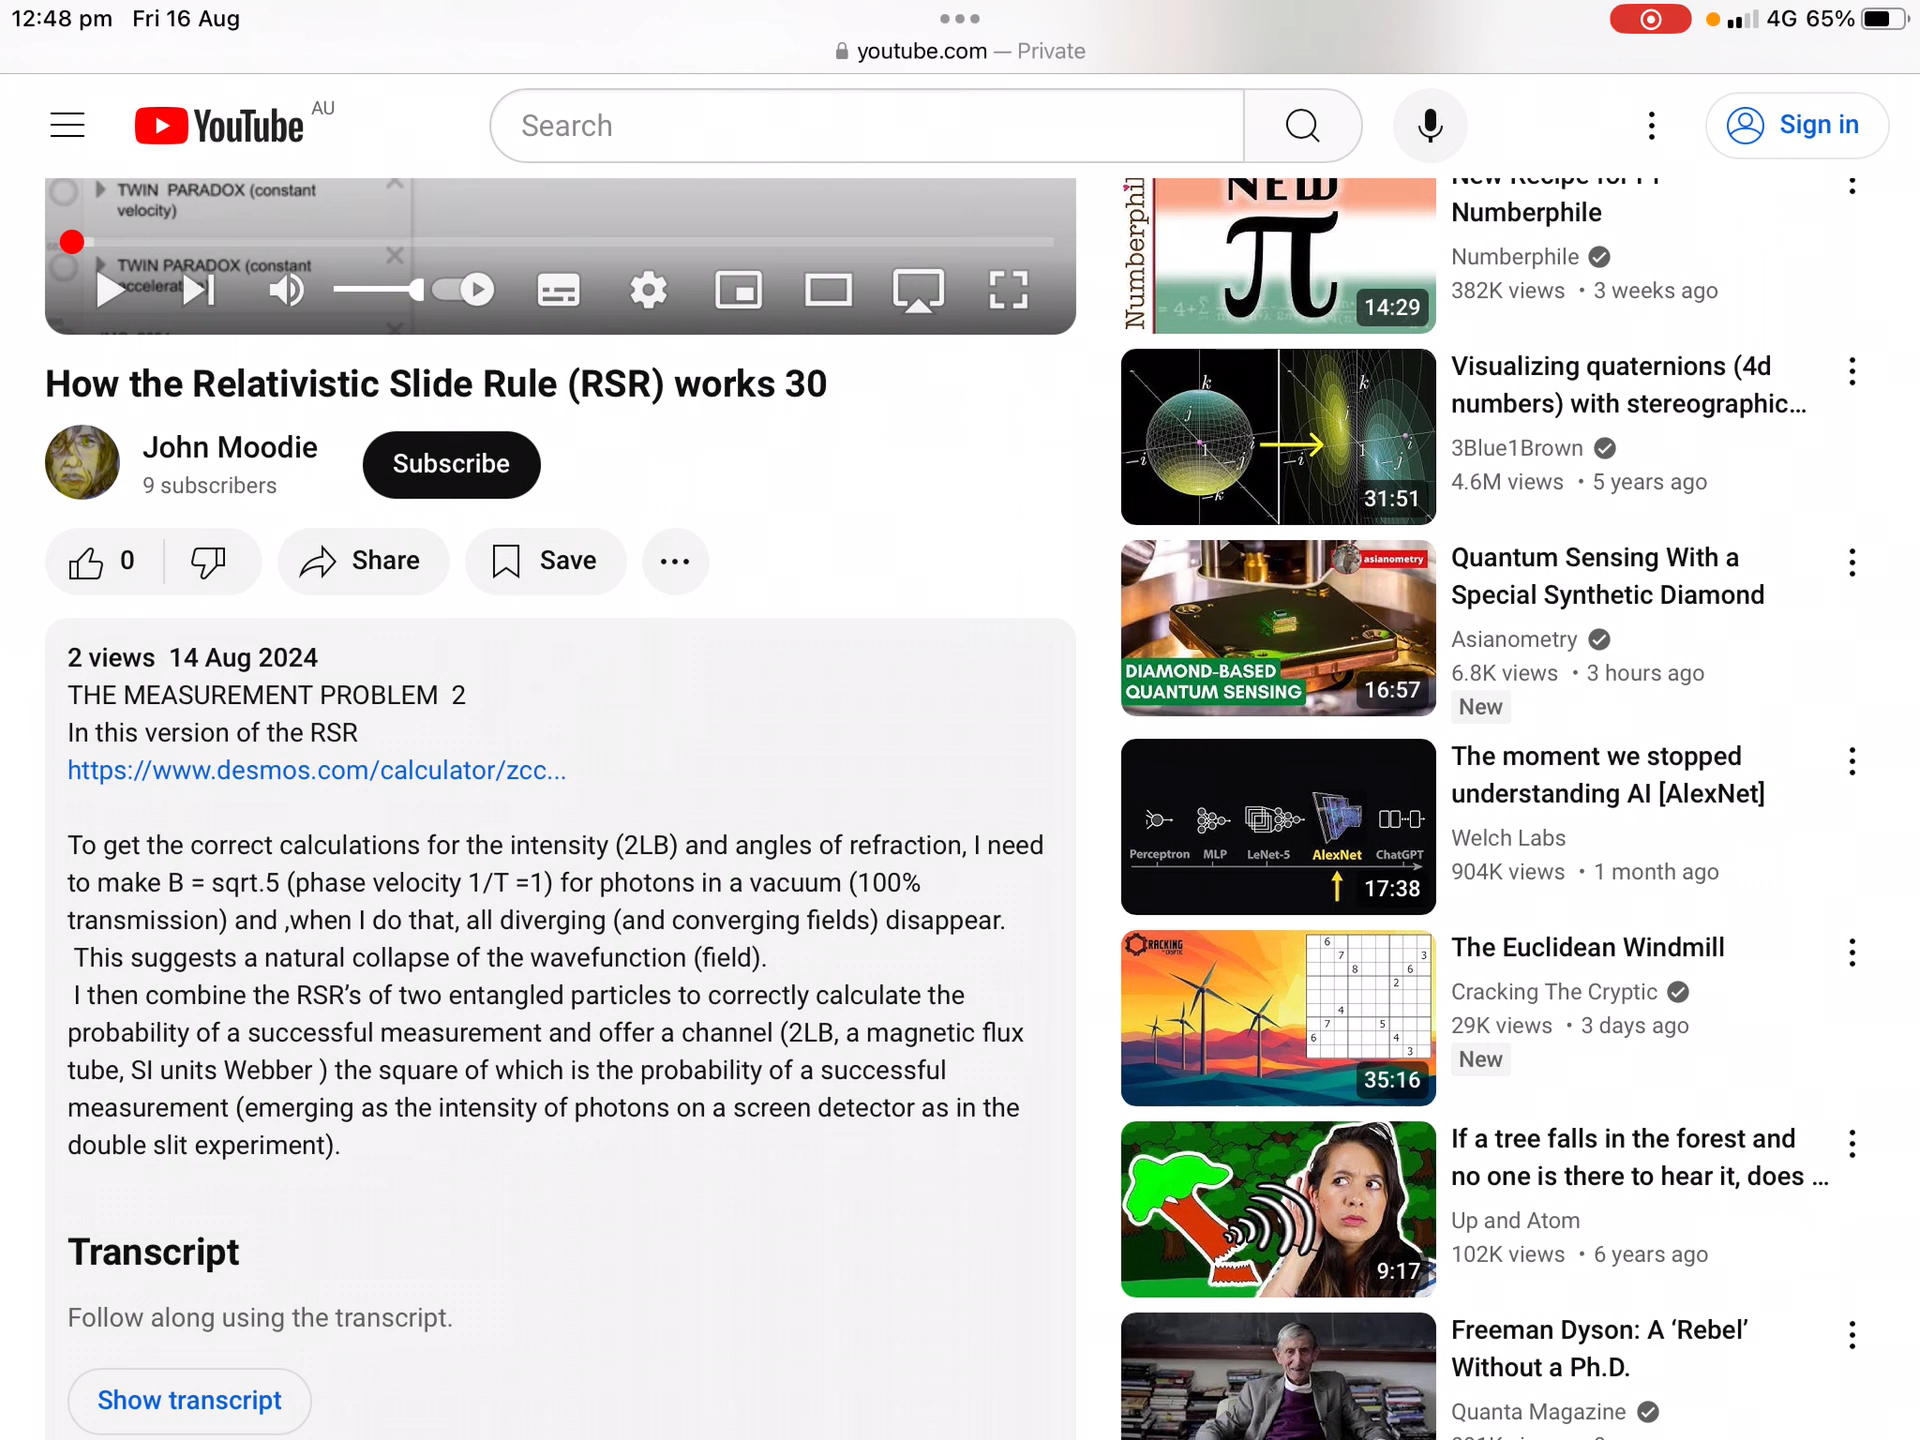 12:48 pm Fri 16 Aug
4G 65%
youtube.com — Private
YouTube AU
Search
Sign in
TWIN PARADOX (constant
velocity)
TWIN PARADOX (constant
How the Relativistic Slide Rule (RSR) works 30
John Moodie
9 subscribers
Subscribe
0
Share
Save
2 views 14 Aug 2024
THE MEASUREMENT PROBLEM 2
In this version of the RSR
https://www.desmos.com/calculator/zcc...
To get the correct calculations for the intensity (2LB) and angles of refraction, I need
to make B = sqrt.5 (phase velocity 1/T =1) for photons in a vacuum (100%
transmission) and ,when I do that, all diverging (and converging fields) disappear.
This suggests a natural collapse of the wavefunction (field).
I then combine the RSR’s of two entangled particles to correctly calculate the
probability of a successful measurement and offer a channel (2LB, a magnetic flux
tube, SI units Webber ) the square of which is the probability of a successful
measurement (emerging as the intensity of photons on a screen detector as in the
double slit experiment).
Transcript
Follow along using the transcript.
Show transcript
Numberphile
NEW
π
14:29
New Recipe for Pi
Numberphile
Numberphile
382K views • 3 weeks ago
31:51
Visualizing quaternions (4d
numbers) with stereographic...
3Blue1Brown
4.6M views • 5 years ago
asianometry
DIAMOND-BASED
QUANTUM SENSING
16:57
Quantum Sensing With a
Special Synthetic Diamond
Asianometry
6.8K views • 3 hours ago
New
Perceptron MLP LeNet-5 AlexNet ChatGPT
17:38
The moment we stopped
understanding AI [AlexNet]
Welch Labs
904K views • 1 month ago
CRACKING
35:16
The Euclidean Windmill
Cracking The Cryptic
29K views • 3 days ago
New
9:17
If a tree falls in the forest and
no one is there to hear it, does ...
Up and Atom
102K views • 6 years ago
Freeman Dyson: A ‘Rebel’
Without a Ph.D.
Quanta Magazine